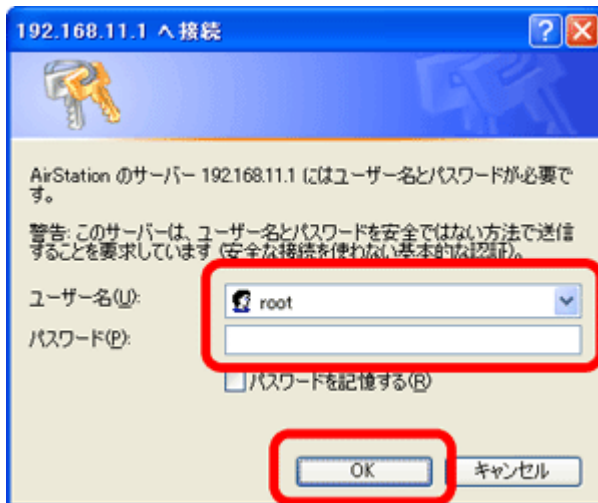 192.168.11.1 へ接続
AirStation のサーバー 192.168.11.1 にはユーザー名とパスワードが必要で
す。
警告: このサーバーは、ユーザー名とパスワードを安全ではない方法で送信
することを要求しています (安全な接続を使わない基本的な認証)。
ユーザー名(U):
root
パスワード(P):
パスワードを記憶する(R)
OK
キャンセル